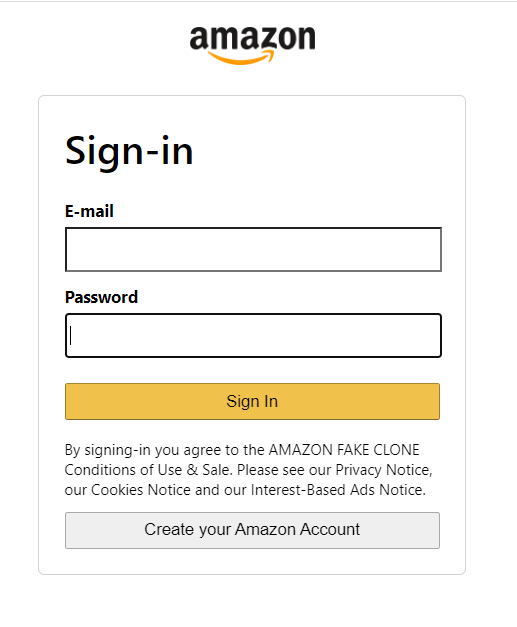 amazon
Sign-in
E-mail
Password
Sign In
By signing-in you agree to the AMAZON FAKE CLONE
Conditions of Use & Sale. Please see our Privacy Notice,
our Cookies Notice and our Interest-Based Ads Notice.
Create your Amazon Account